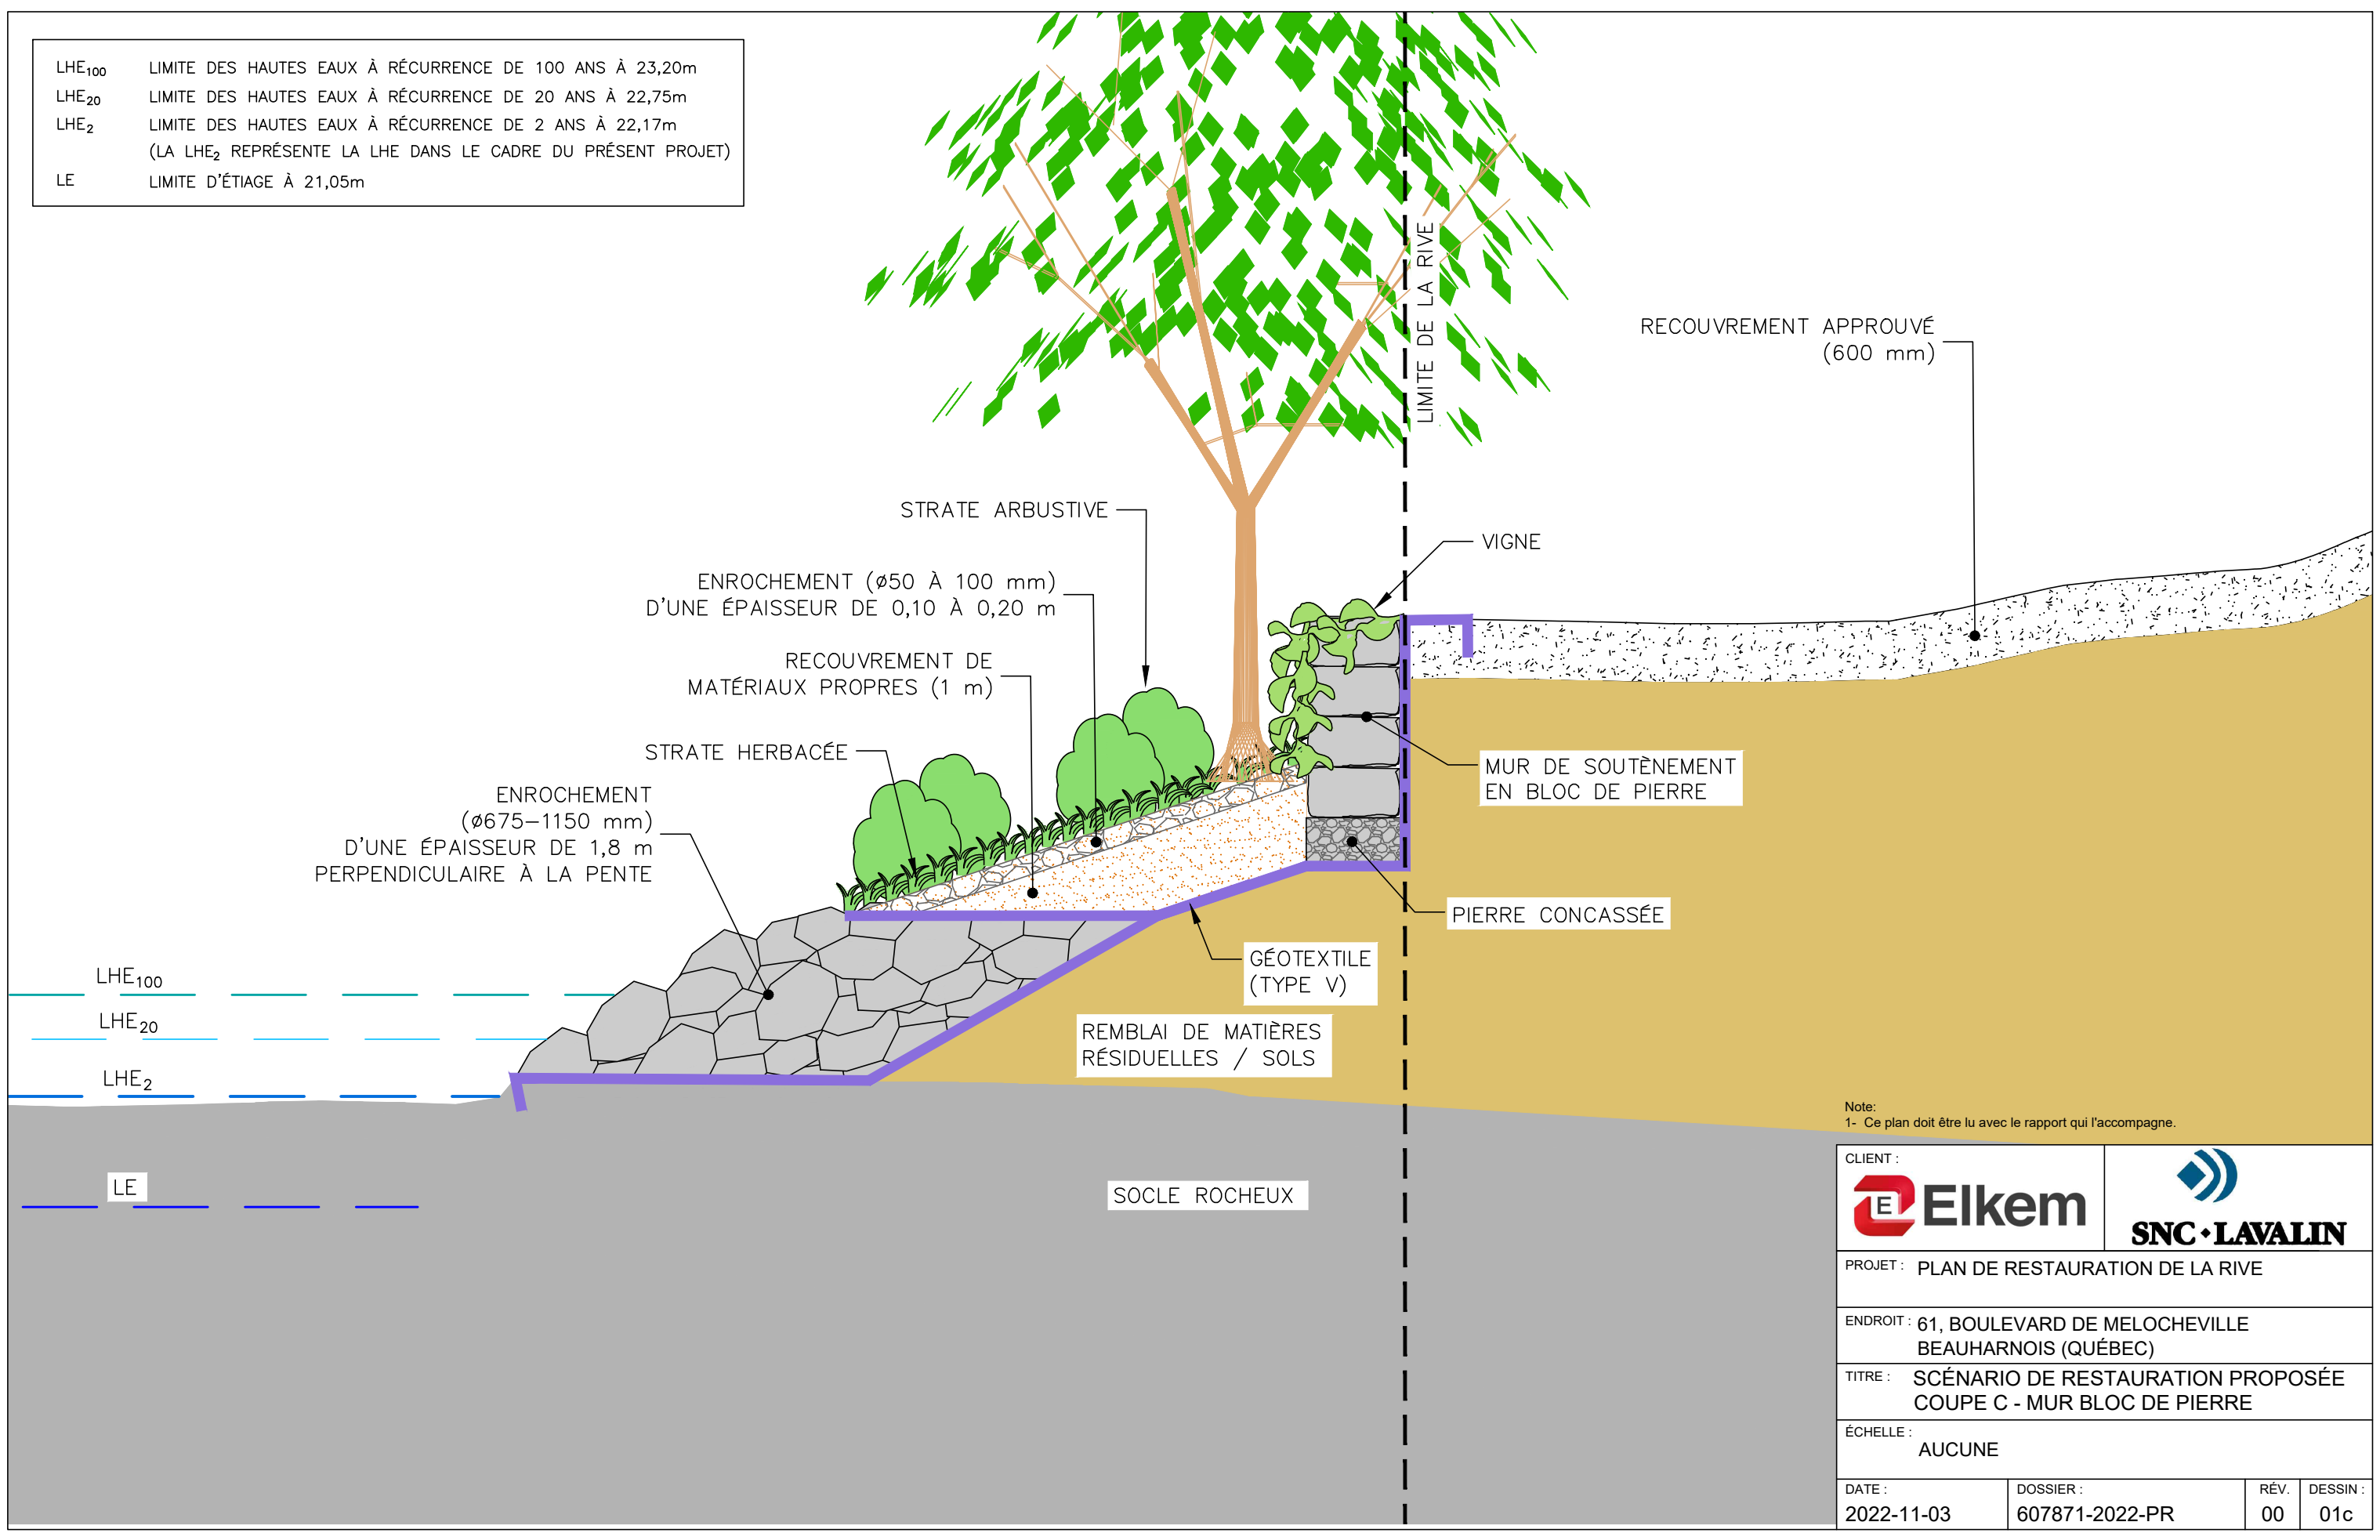 LHE100 LIMITE DES HAUTES EAUX À RÉCURRENCE DE 100 ANS À 23,20m
LHE20 LIMITE DES HAUTES EAUX À RÉCURRENCE DE 20 ANS À 22,75m
LHE2 LIMITE DES HAUTES EAUX À RÉCURRENCE DE 2 ANS À 22,17m
(LA LHE2 REPRÉSENTE LA LHE DANS LE CADRE DU PRÉSENT PROJET)
LE LIMITE D'ÉTIAGE À 21,05m
LIMITE DE LA RIVE
RECOUVREMENT APPROUVÉ
(600 mm)
STRATE ARBUSTIVE
VIGNE
ENROCHEMENT (ø50 À 100 mm)
D'UNE ÉPAISSEUR DE 0,10 À 0,20 m
RECOUVREMENT DE
MATÉRIAUX PROPRES (1 m)
STRATE HERBACÉE
MUR DE SOUTÈNEMENT
EN BLOC DE PIERRE
ENROCHEMENT
(ø675-1150 mm)
D'UNE ÉPAISSEUR DE 1,8 m
PERPENDICULAIRE À LA PENTE
PIERRE CONCASSÉE
GÉOTEXTILE
(TYPE V)
LHE100
LHE20
LHE2
REMBLAI DE MATIÈRES
RÉSIDUELLES / SOLS
LE
SOCLE ROCHEUX
Note:
1- Ce plan doit être lu avec le rapport qui l'accompagne.
CLIENT :
E Elkem
SNC·LAVALIN
PROJET : PLAN DE RESTAURATION DE LA RIVE
ENDROIT : 61, BOULEVARD DE MELOCHEVILLE
BEAUHARNOIS (QUÉBEC)
TITRE : SCÉNARIO DE RESTAURATION PROPOSÉE
COUPE C - MUR BLOC DE PIERRE
ÉCHELLE :
AUCUNE
DATE : DOSSIER : RÉV. DESSIN :
2022-11-03 607871-2022-PR 00 01c